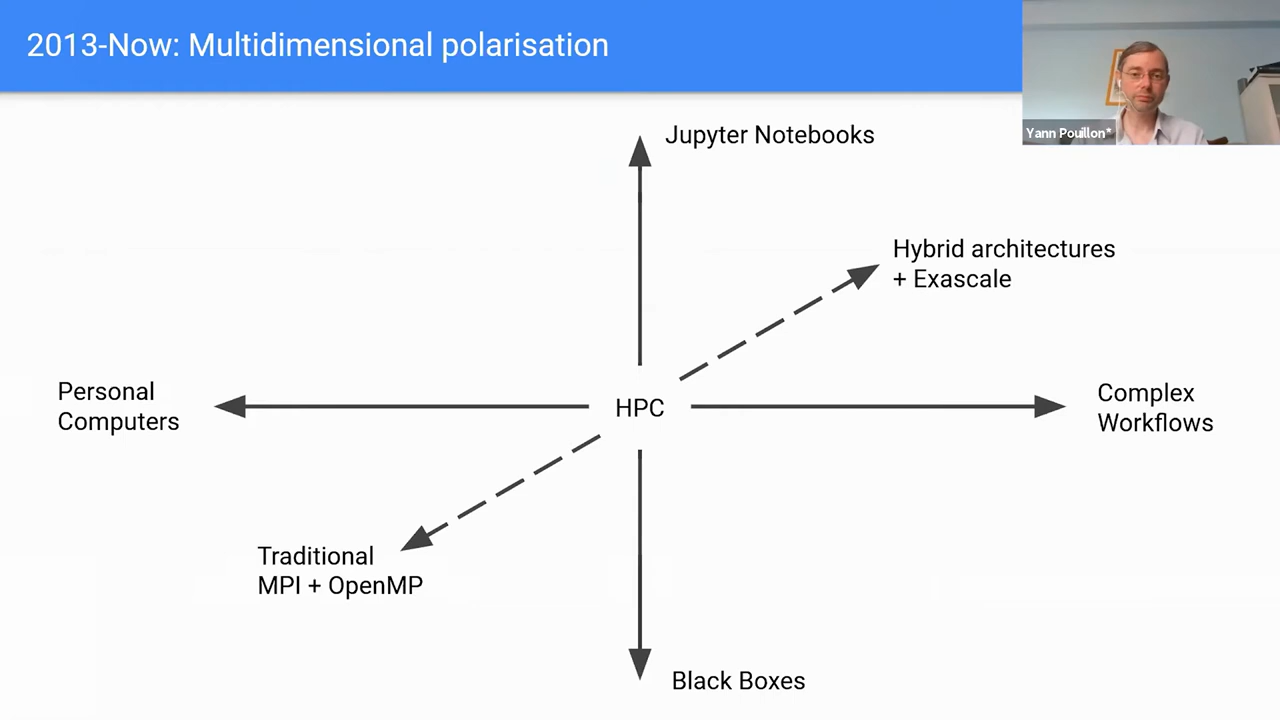 2013-Now: Multidimensional polarisation
Yann Pouillon*
Jupyter Notebooks
Hybrid architectures
+ Exascale
Personal
Computers
HPC
Complex
Workflows
Traditional
MPI + OpenMP
Black Boxes